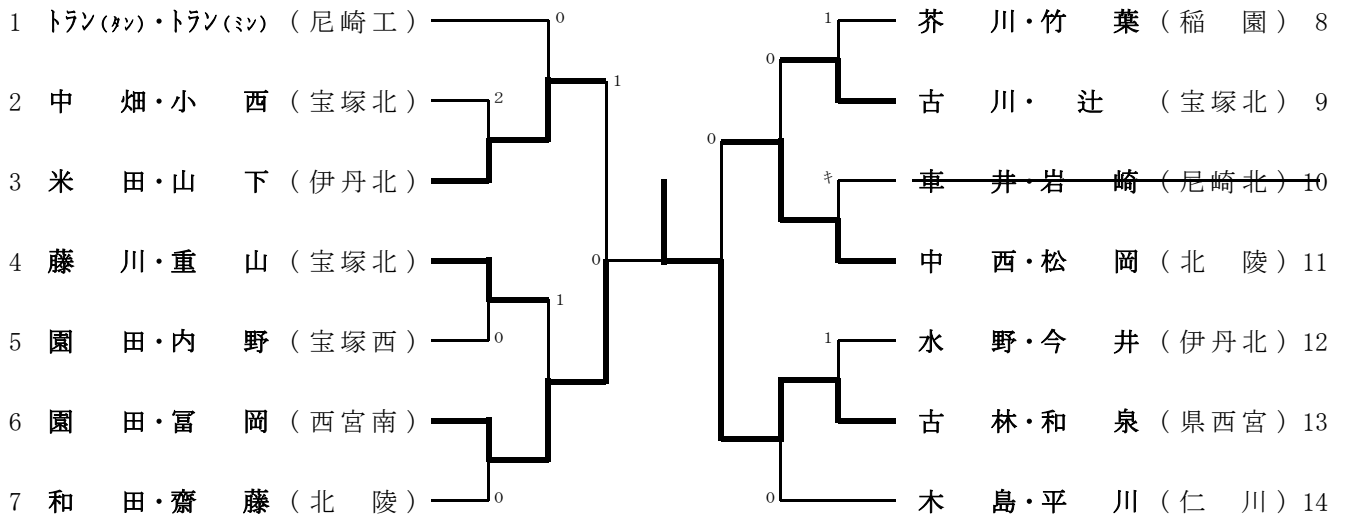 1 トラン(タン)・トラン(ミン) (尼崎工) 0 1 芥 川・竹 葉 (稲 園) 8
0
1
2 中 畑・小 西 (宝塚北) 2 古 川・ 辻 (宝塚北) 9
0
3 米 田・山 下 (伊丹北) キ 車 井・岩 崎 (尼崎北) 10
4 藤 川・重 山 (宝塚北) 0 中 西・松 岡 (北 陵) 11
1
5 園 田・内 野 (宝塚西) 0 1 水 野・今 井 (伊丹北) 12
6 園 田・冨 岡 (西宮南) 古 林・和 泉 (県西宮) 13
7 和 田・齋 藤 (北 陵) 0 0 木 島・平 川 (仁 川) 14